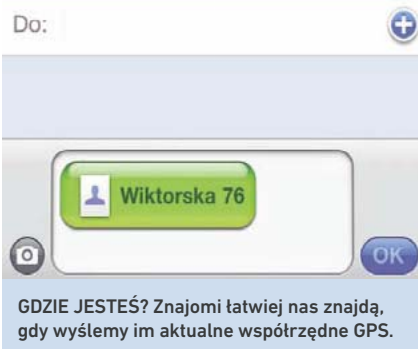 Do:
Wiktorska 76
OK
GDZIE JESTEŚ? Znajomi łatwiej nas znajdą,
gdy wyślemy im aktualne współrzędne GPS.